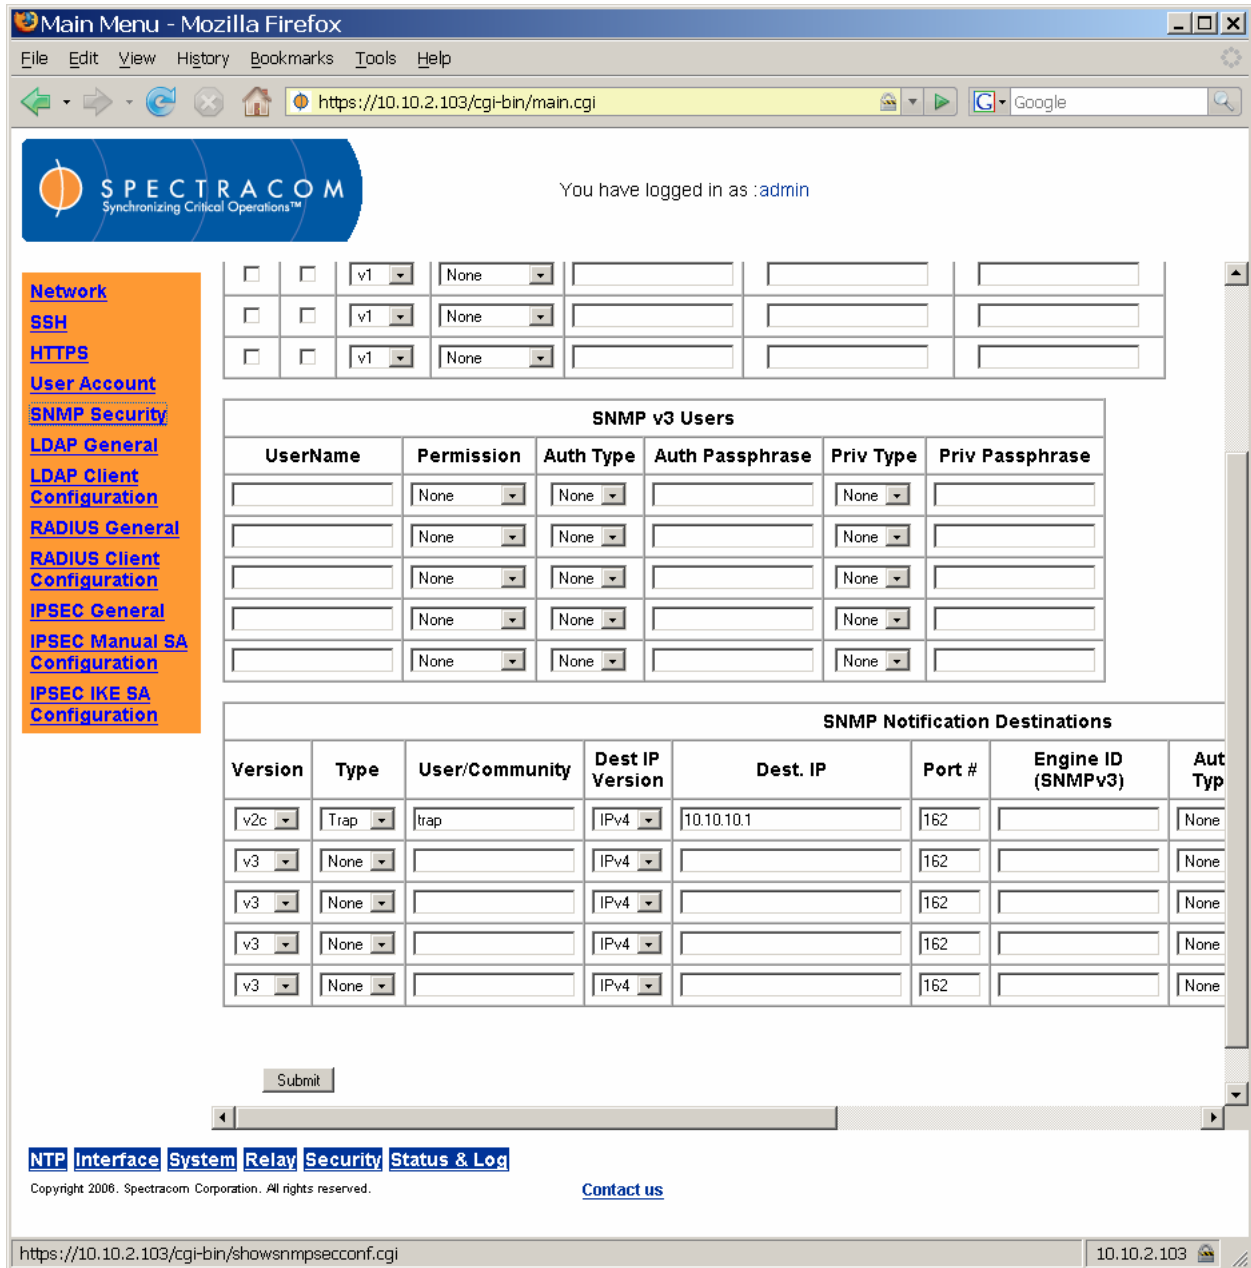 Main Menu - Mozilla Firefox
File Edit View History Bookmarks Tools Help
https://10.10.2.103/cgi-bin/main.cgi
G Google
SPECTRACOM
Synchronizing Critical Operations™
You have logged in as :admin
Network
SSH
HTTPS
User Account
SNMP Security
LDAP General
LDAP Client
Configuration
RADIUS General
RADIUS Client
Configuration
IPSEC General
IPSEC Manual SA
Configuration
IPSEC IKE SA
Configuration
v1 None
v1 None
v1 None
SNMP v3 Users
UserName Permission Auth Type Auth Passphrase Priv Type Priv Passphrase
None None None
None None None
None None None
None None None
None None None
SNMP Notification Destinations
Version Type User/Community Dest IP Version Dest. IP Port # Engine ID (SNMPv3) Aut Typ
v2c Trap trap IPv4 10.10.10.1 162 None
v3 None IPv4 162 None
v3 None IPv4 162 None
v3 None IPv4 162 None
v3 None IPv4 162 None
Submit
NTP Interface System Relay Security Status & Log
Copyright 2006. Spectracom Corporation. All rights reserved.
Contact us
https://10.10.2.103/cgi-bin/showsnmpsecconf.cgi
10.10.2.103